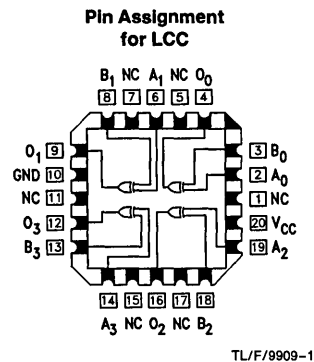 Pin Assignment
for LCC
B1 NC A1 NC O0
8 7 6 5 4
O1 9
3 B0
GND 10
2 A0
NC 11
1 NC
O3 12
20 VCC
B3 13
19 A2
14 15 16 17 18
A3 NC O2 NC B2
TL/F/9909-1